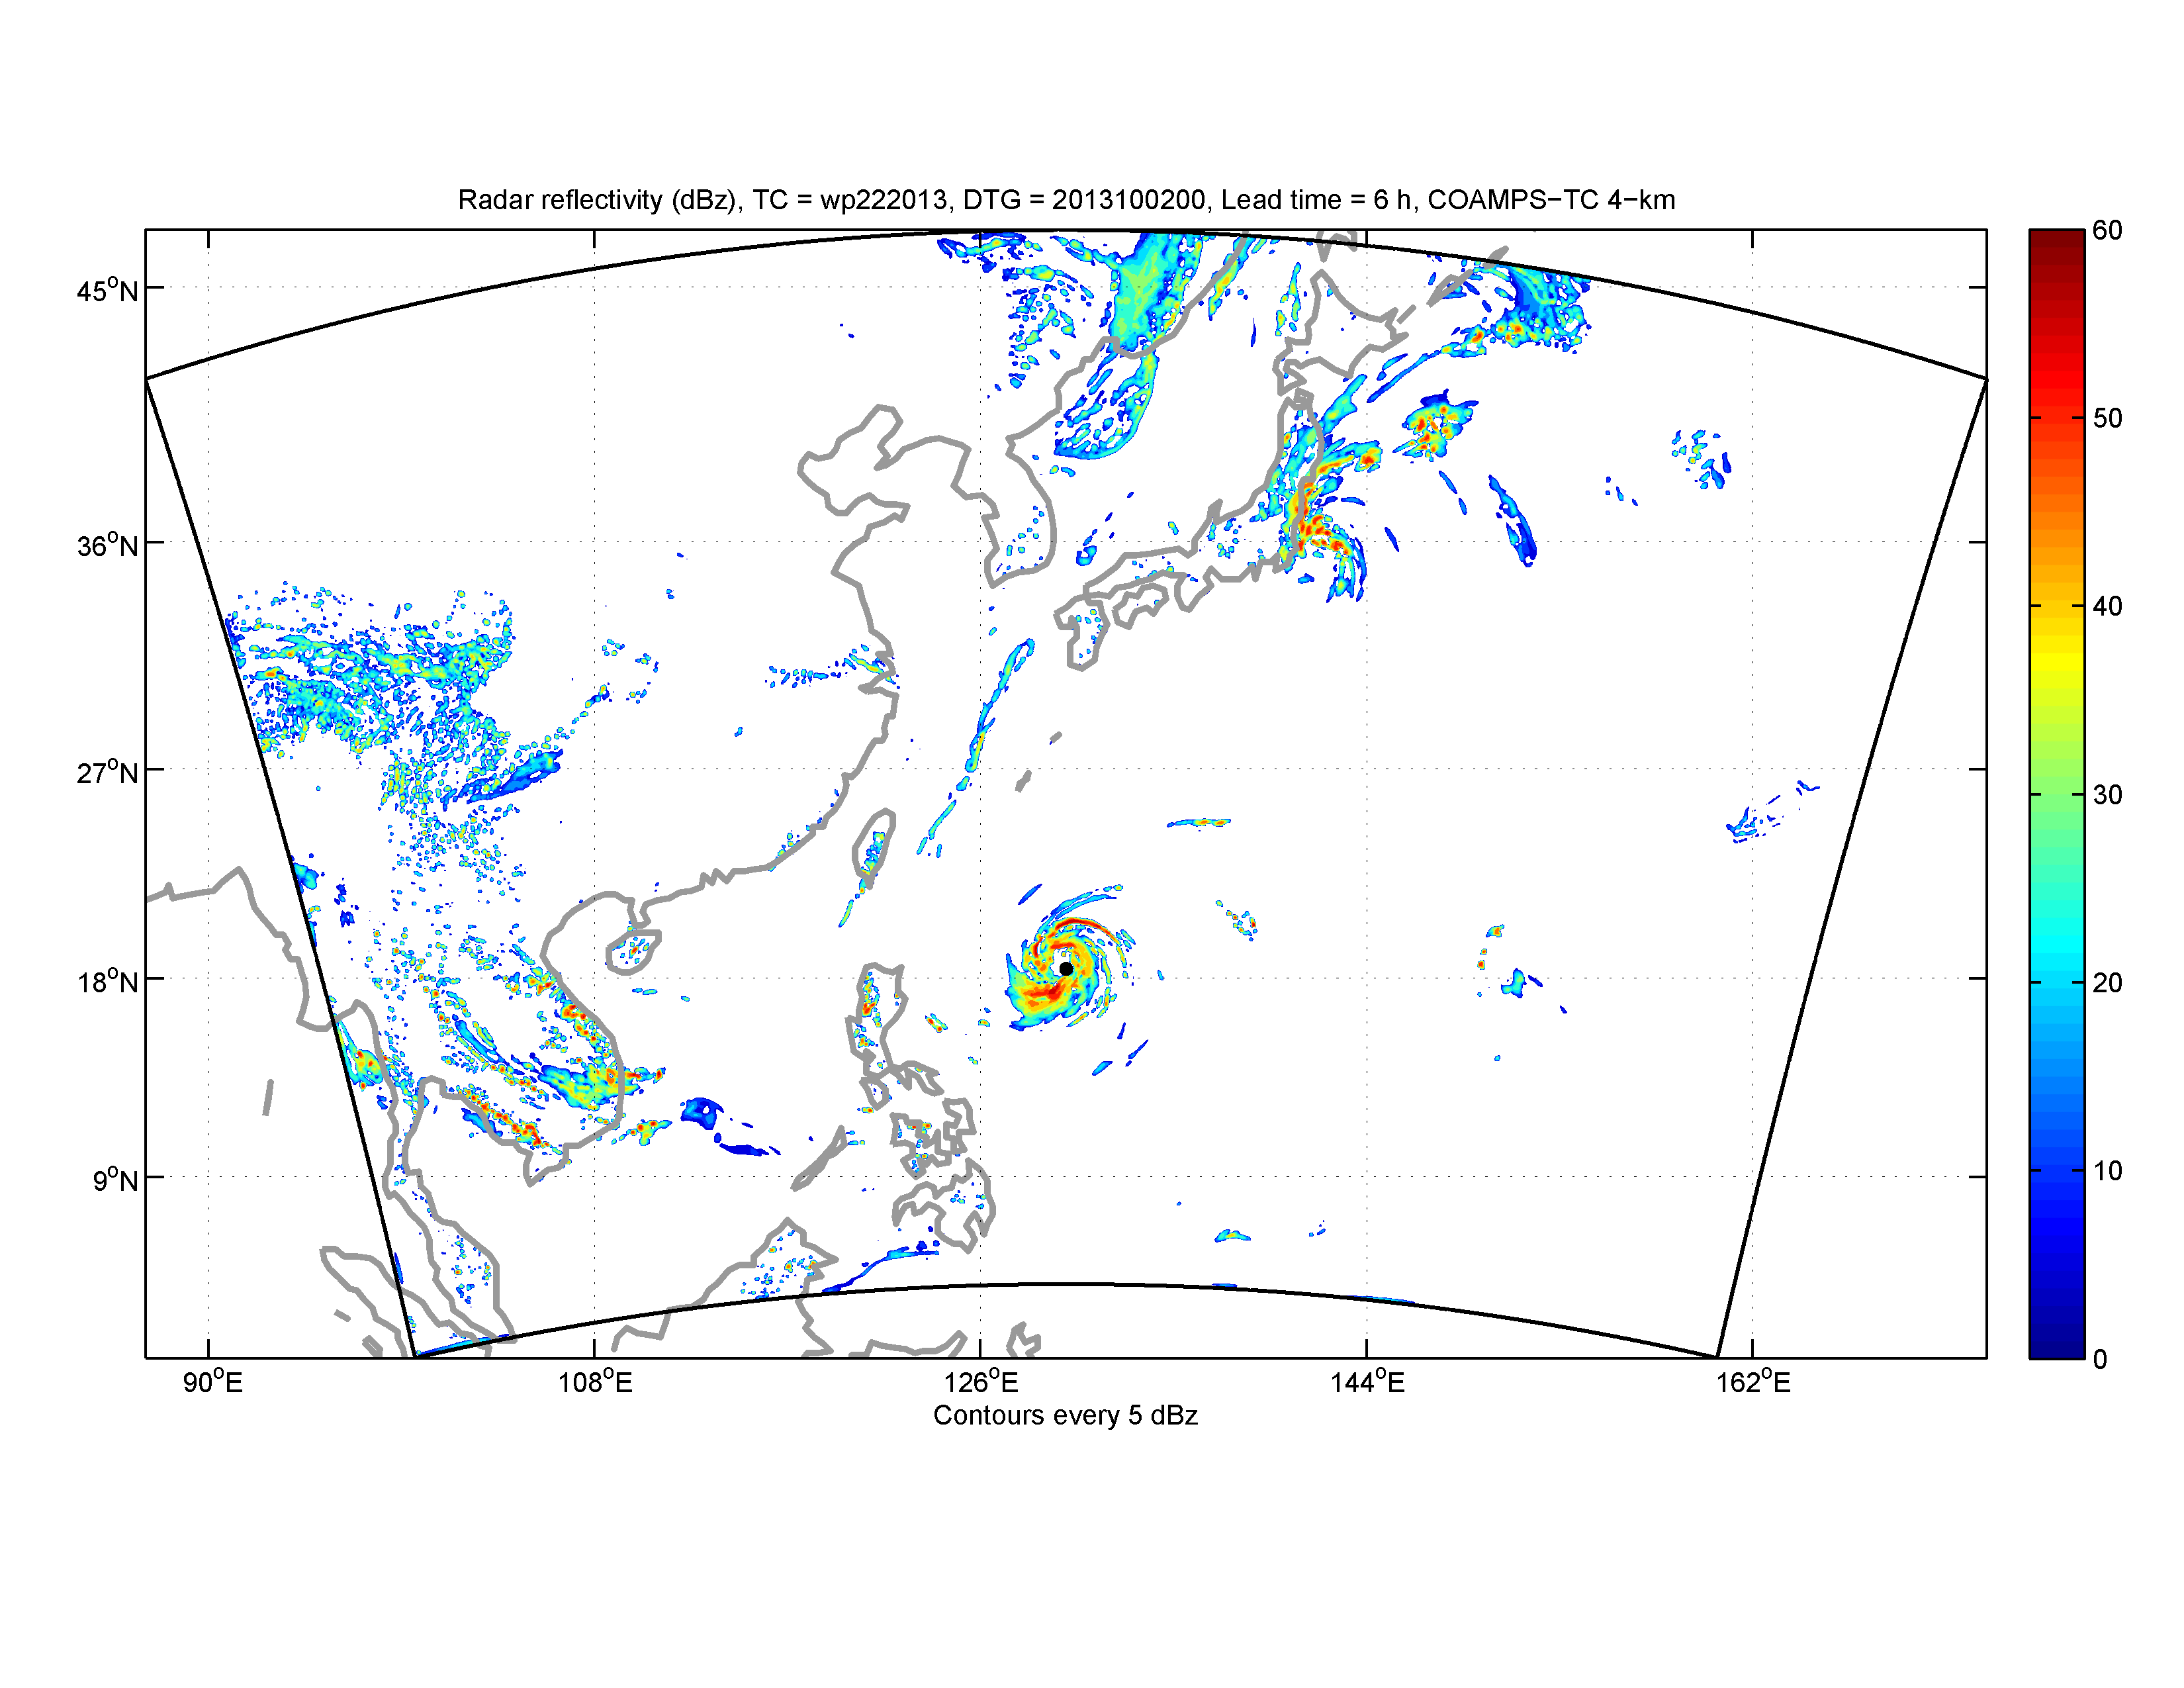 Radar reflectivity (dBz), TC = wp222013, DTG = 2013100200, Lead time = 6 h, COAMPS−TC 4−km
60
45°N
50
40
36°N
30
27°N
20
18°N
10
9°N
0
90°E 108°E 126°E 144°E 162°E
Contours every 5 dBz